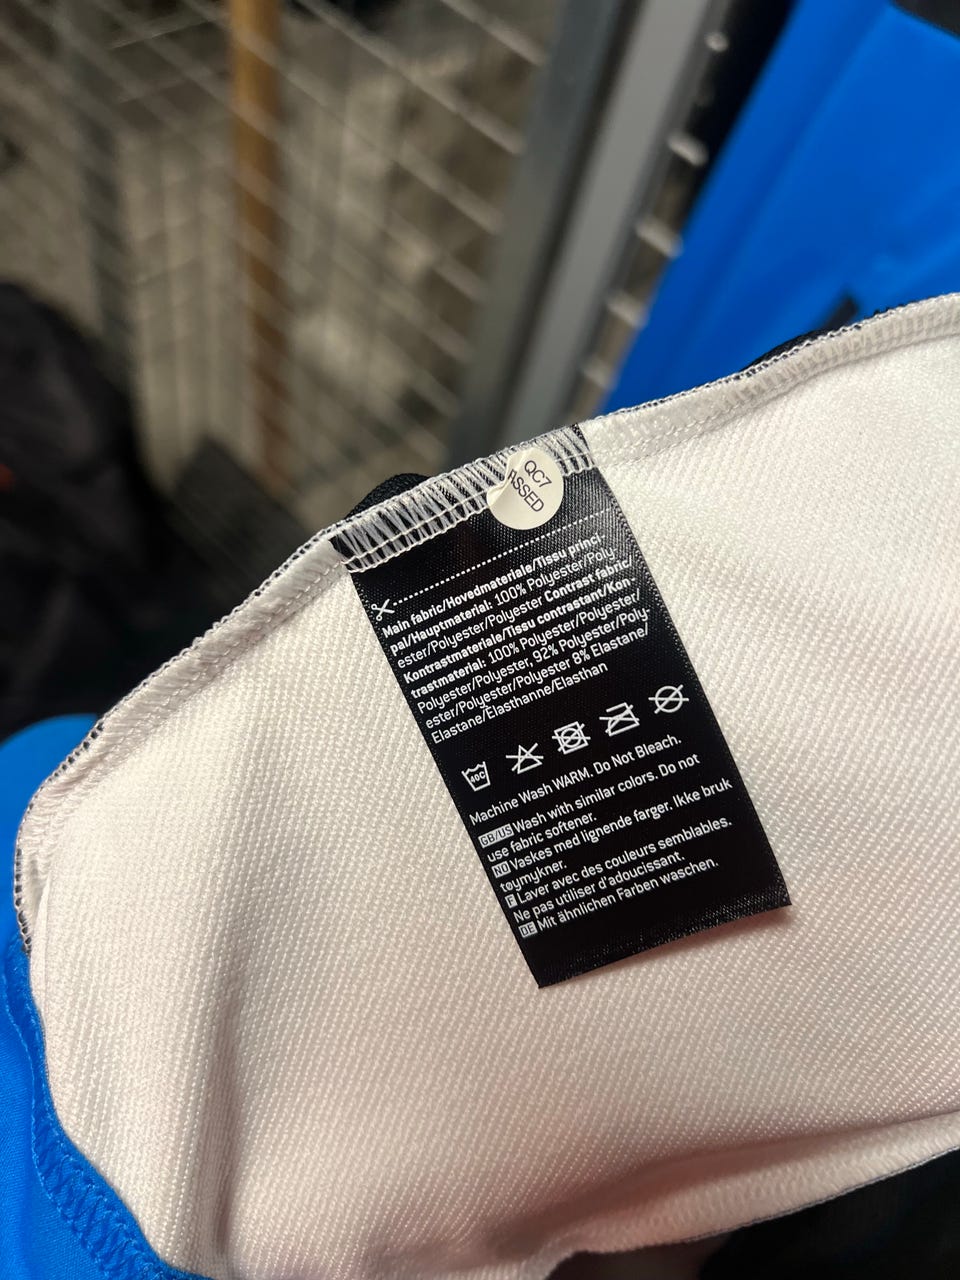 QC7
ASSED
Main fabric/Hovedmateriale/Tissu princi-
pal/Hauptmaterial: 100% Polyester/Poly-
ester/Polyester/Polyester Contrast fabric/
Kontrastmateriale/Tissu contrastant/Kon-
trastmaterial: 100% Polyester/Polyester/
Polyester/Polyester, 92% Polyester/Poly-
ester/Polyester/Polyester 8% Elastane/
Elastane/Elasthanne/Elasthan
40C
Machine Wash WARM. Do Not Bleach.
GB/US Wash with similar colors. Do not
use fabric softener.
NO Vaskes med lignende farger. Ikke bruk
tøymykner.
F Laver avec des couleurs semblables.
Ne pas utiliser d'adoucissant.
DE Mit ähnlichen Farben waschen.